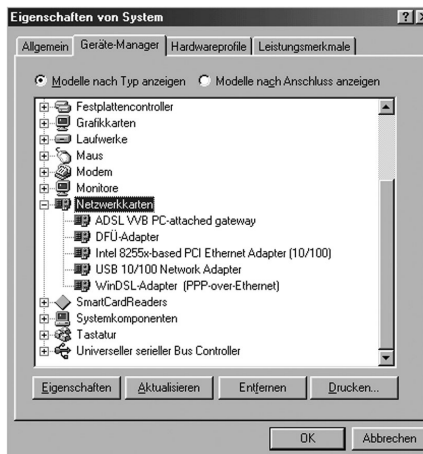 Eigenschaften von System
Allgemein Geräte-Manager Hardwareprofile Leistungsmerkmale
Modelle nach Typ anzeigen Modelle nach Anschluss anzeigen
Festplattencontroller
Grafikkarten
Laufwerke
Maus
Modem
Monitore
Netzwerkkarten
ADSL VVB PC-attached gateway
DFÜ-Adapter
Intel 8255x-based PCI Ethernet Adapter (10/100)
USB 10/100 Network Adapter
WinDSL-Adapter (PPP-over-Ethernet)
SmartCardReaders
Systemkomponenten
Tastatur
Universeller serieller Bus Controller
Eigenschaften Aktualisieren Entfernen Drucken...
OK Abbrechen